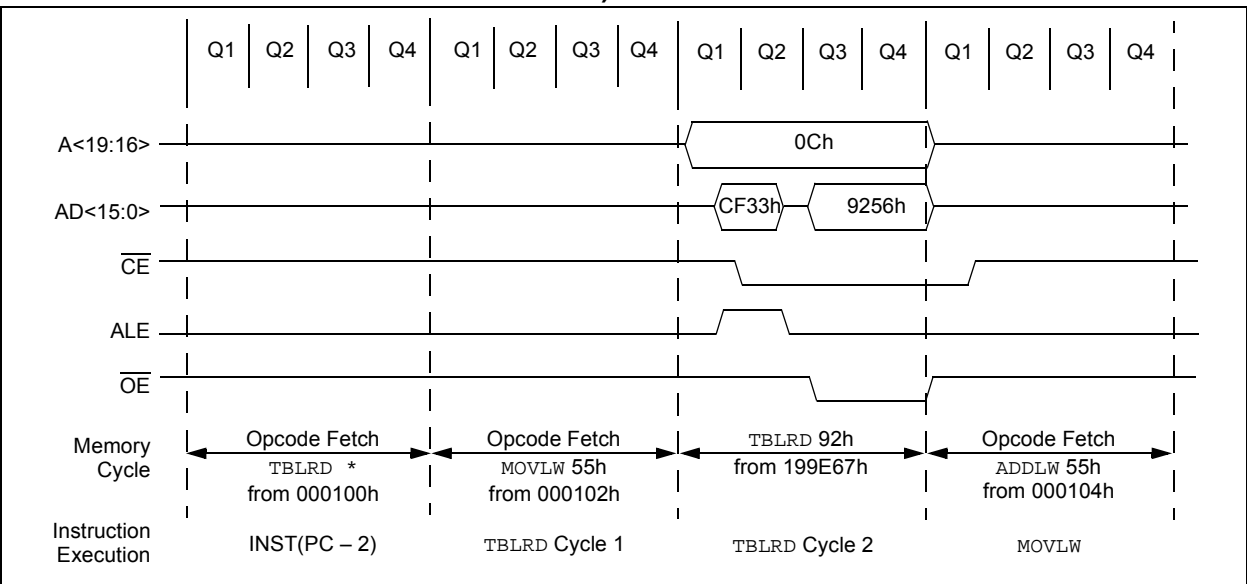 Q1 Q2 Q3 Q4 Q1 Q2 Q3 Q4 Q1 Q2 Q3 Q4 Q1 Q2 Q3 Q4
A<19:16> 0Ch
AD<15:0> CF33h 9256h
CE
ALE
OE
Memory Cycle
Opcode Fetch
TBLRD *
from 000100h
Opcode Fetch
MOVLW 55h
from 000102h
TBLRD 92h
from 199E67h
Opcode Fetch
ADDLW 55h
from 000104h
Instruction Execution
INST(PC – 2) TBLRD Cycle 1 TBLRD Cycle 2 MOVLW